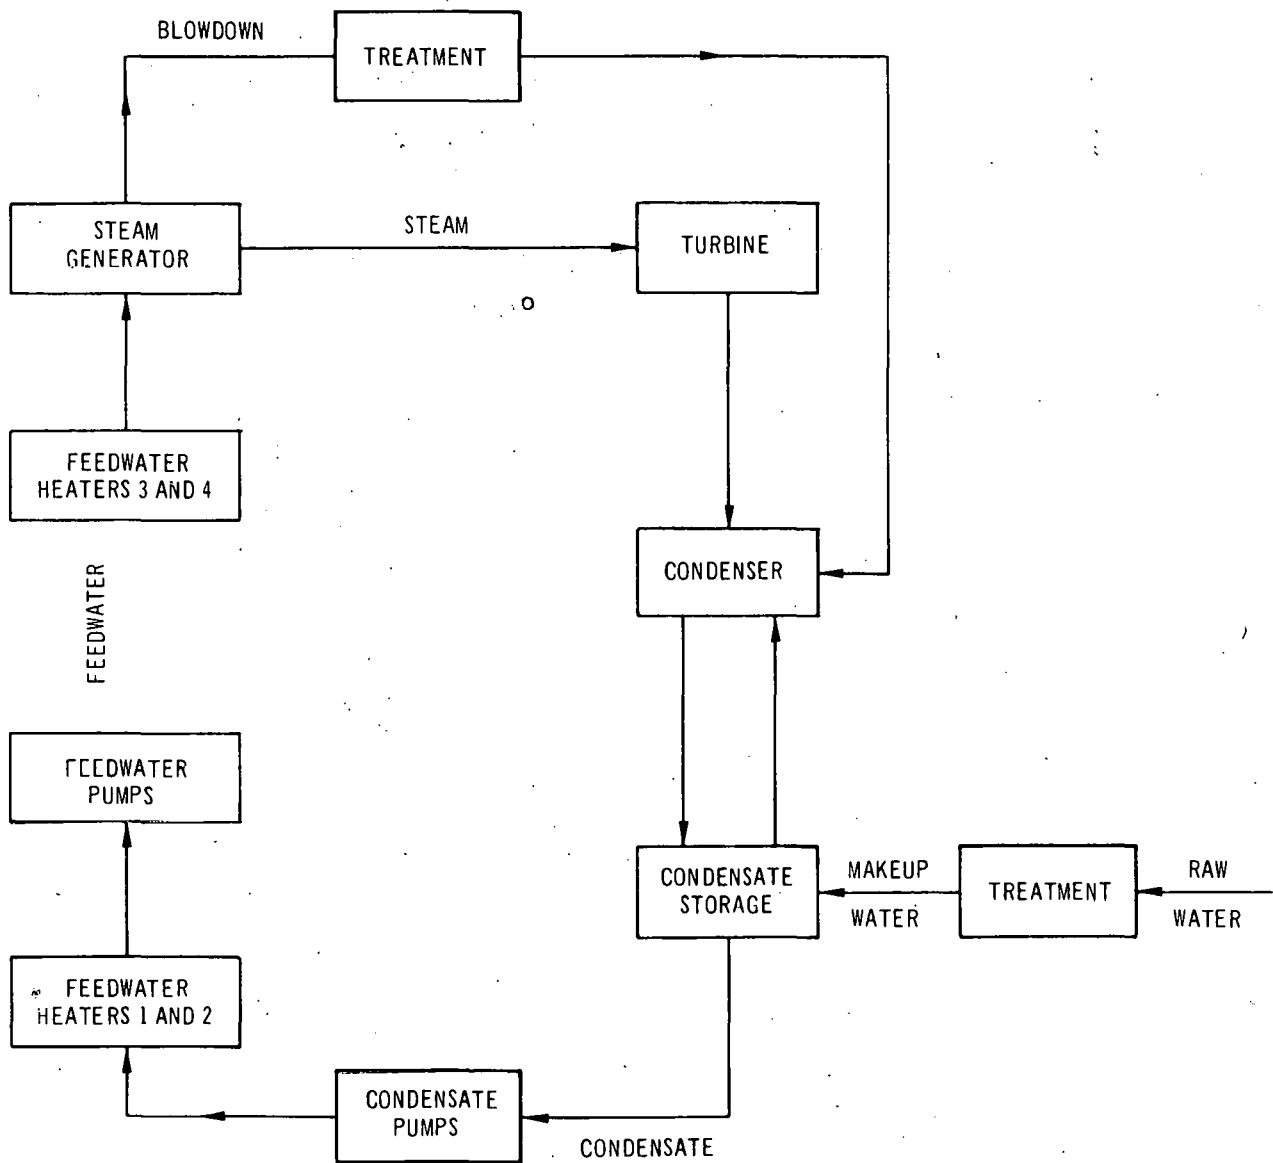 BLOWDOWN
TREATMENT
STEAM
GENERATOR
STEAM
TURBINE
FEEDWATER
HEATERS 3 AND 4
CONDENSER
FEEDWATER
FEEDWATER
PUMPS
CONDENSATE
STORAGE
MAKEUP
WATER
TREATMENT
RAW
WATER
FEEDWATER
HEATERS 1 AND 2
CONDENSATE
PUMPS
CONDENSATE